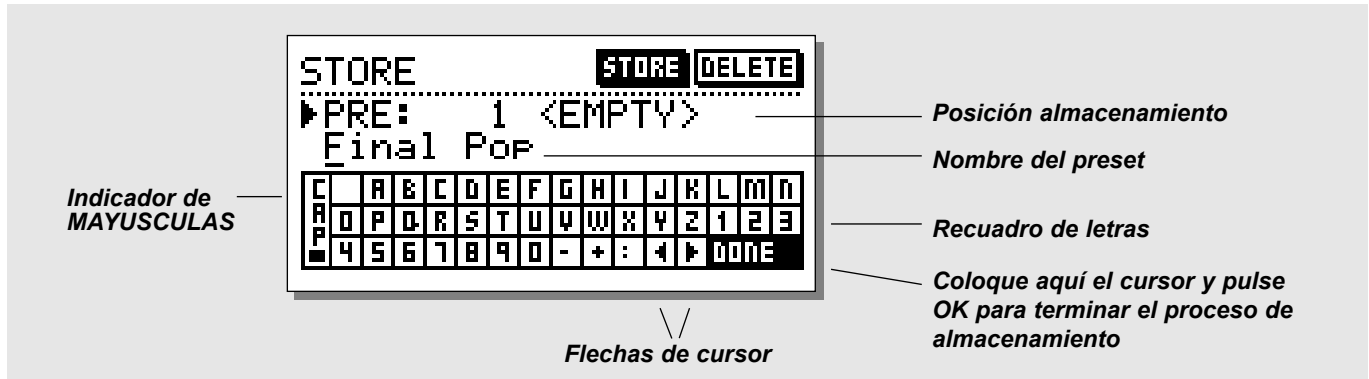 STORE STORE DELETE
PRE: 1 <EMPTY>
Final Pop
CAP A B C D E F G H I J K L M N
O P Q R S T U V W X Y Z 1 2 3
4 5 6 7 8 9 0 - + : DONE
Indicador de
MAYUSCULAS
Posición almacenamiento
Nombre del preset
Recuadro de letras
Coloque aquí el cursor y pulse
OK para terminar el proceso de
almacenamiento
Flechas de cursor